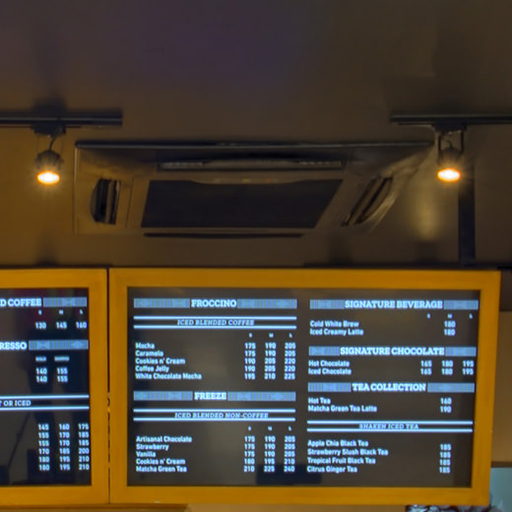 D COFFEE
S M L
130 145 160
RESSO
140 155
140 155
T OR ICED
145 160 175
155 170 185
155 170 185
170 185 200
180 195 210
180 195 210
FROCCINO
ICED BLENDED COFFEE
S M L
Mocha 175 190 205
Caramelo 175 190 205
Cookies n' Cream 190 205 220
Coffee Jelly 190 205 220
White Chocolate Mocha 195 210 225
FREEZE
ICED BLENDED NON-COFFEE
S M L
Artisanal Chocolate 175 190 205
Strawberry 175 190 205
Vanilla 175 190 205
Cookies n' Cream 180 195 210
Matcha Green Tea 210 225 240
SIGNATURE BEVERAGE
S M L
Cold White Brew 160
Iced Creamy Latte 180
SIGNATURE CHOCOLATE
Hot Chocolate 165 180 195
Iced Chocolate 165 180 195
TEA COLLECTION
Hot Tea 160
Matcha Green Tea Latte 190
SHAKEN ICED TEA
Apple Chia Black Tea 185
Strawberry Slush Black Tea 185
Tropical Fruit Black Tea 185
Citrus Ginger Tea 185